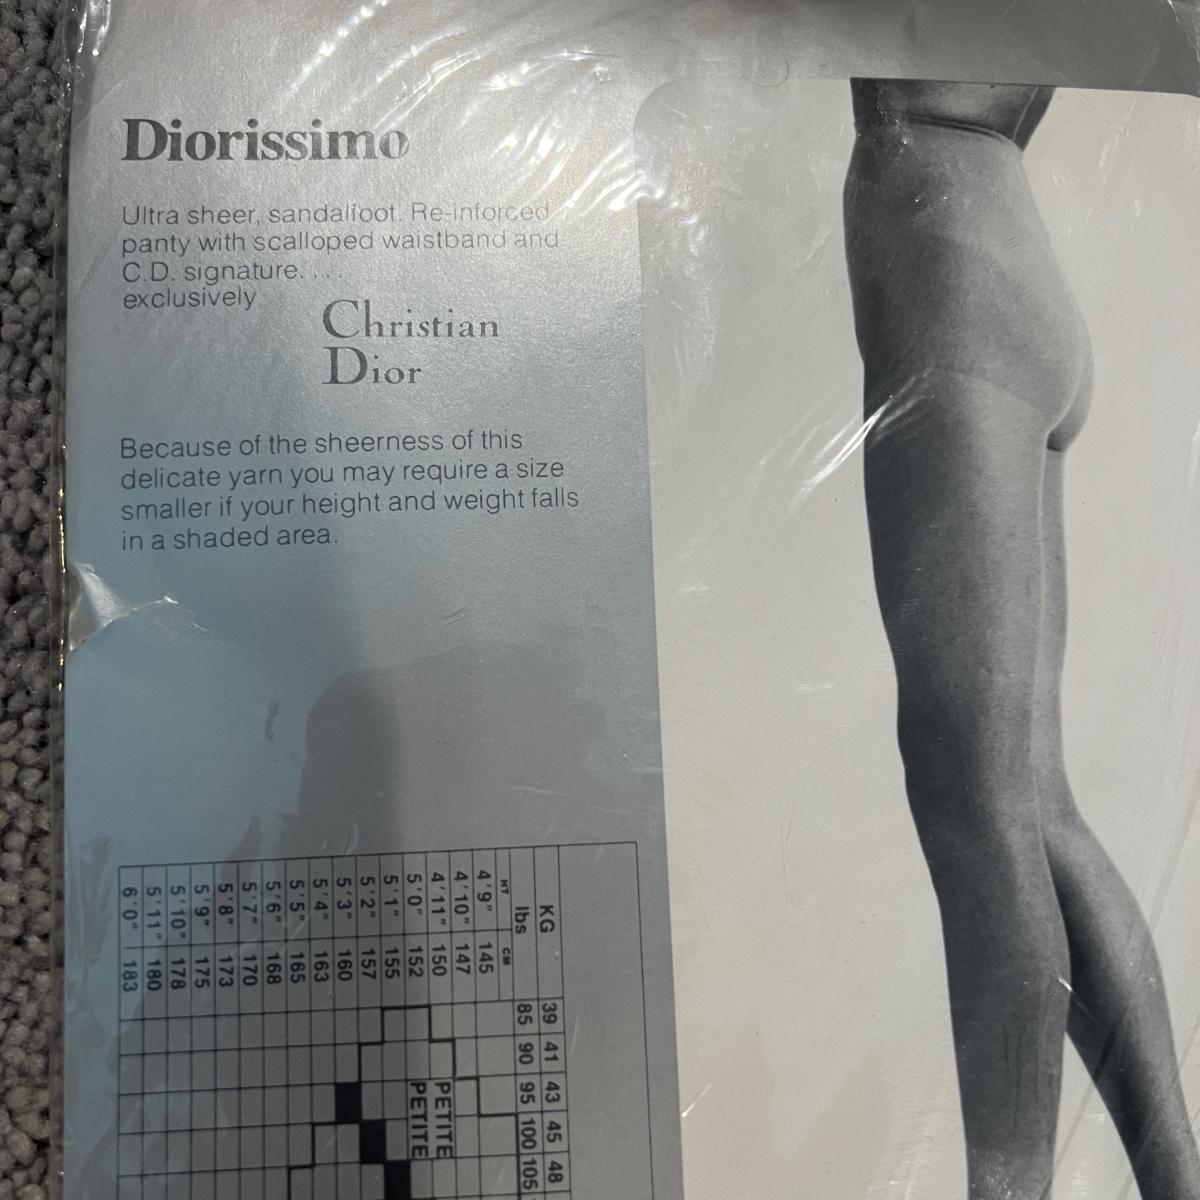 Diorissimo
Ultra sheer, sandalfoot. Re-inforced
panty with scalloped waistband and
C.D. signature. . . . .
exclusively
Christian
Dior
Because of the sheerness of this
delicate yarn you may require a size
smaller if your height and weight falls
in a shaded area.
KG 39 41 43 45 48
lbs 85 90 95 100 105
HT CM
4'9" 145
4'10" 147
4'11" 150 PETITE
5'0" 152 PETITE
5'1" 155
5'2" 157
5'3" 160
5'4" 163
5'5" 165
5'6" 168
5'7" 170
5'8" 173
5'9" 175
5'10" 178
5'11" 180
6'0" 183